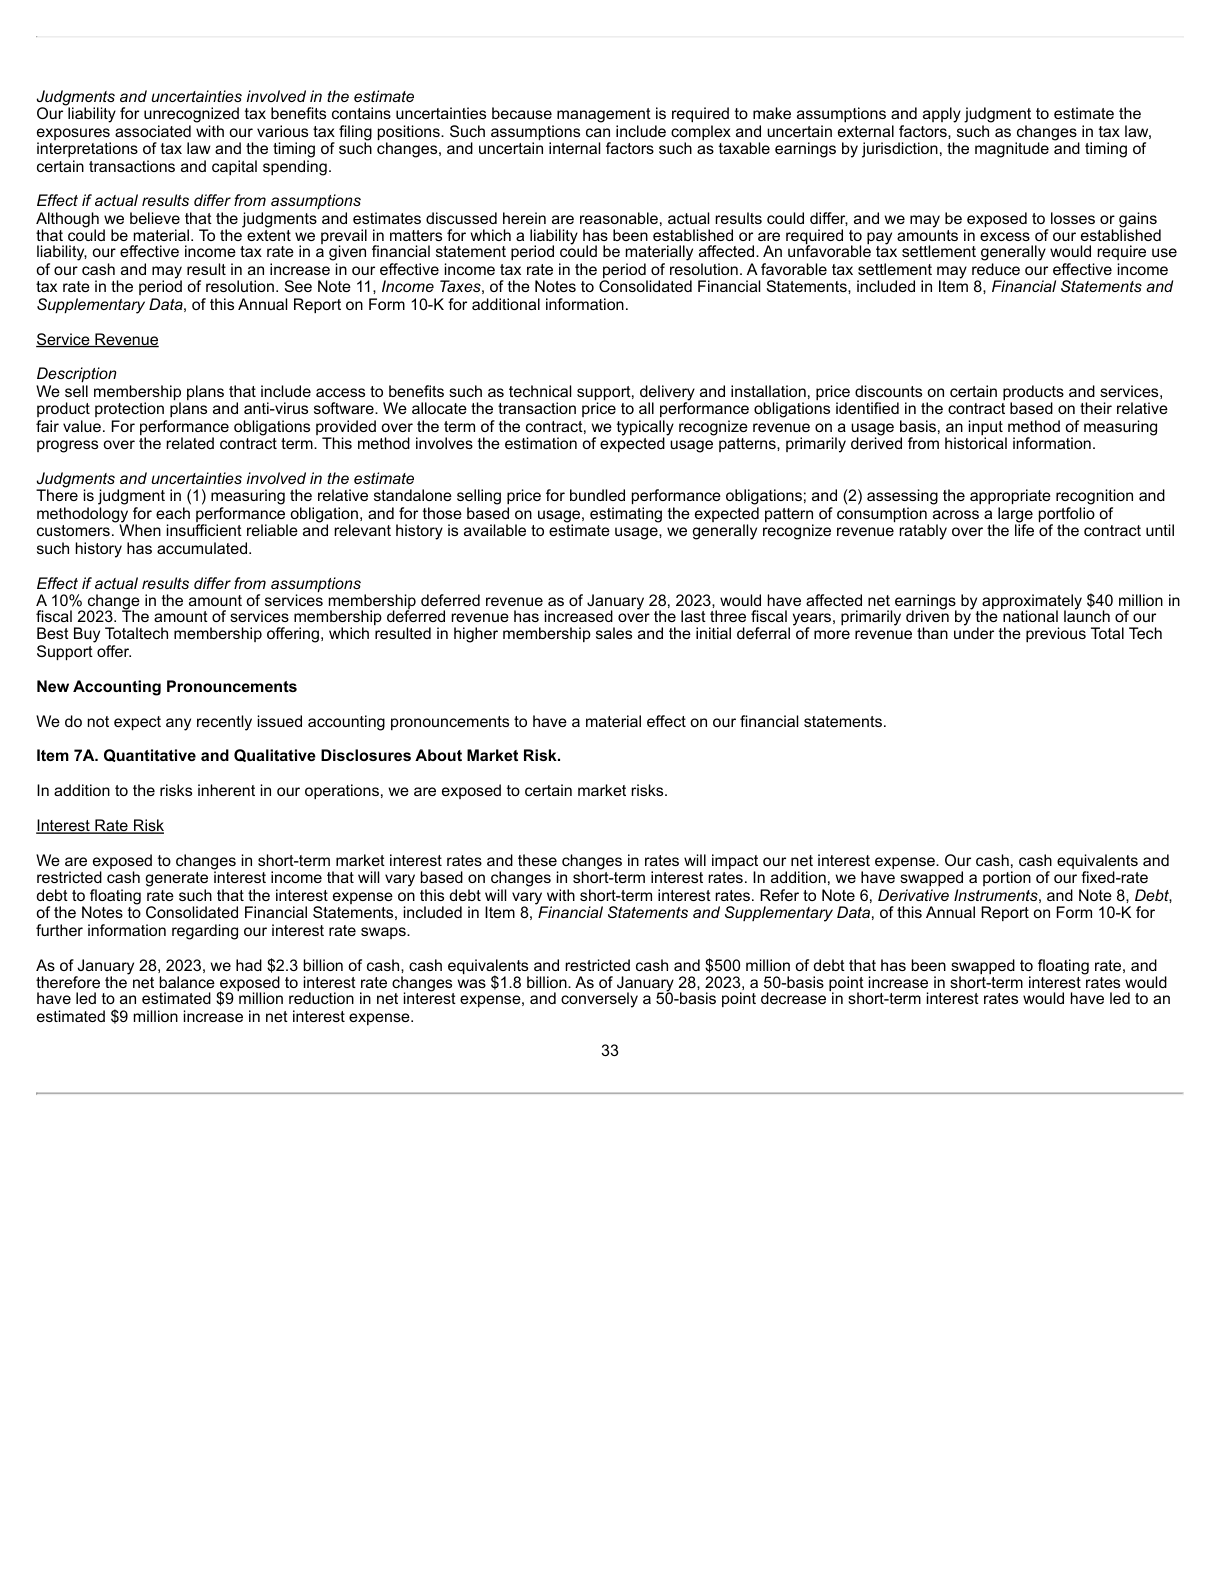 Judgments and uncertainties involved in the estimate
Our liability for unrecognized tax benefits contains uncertainties because management is required to make assumptions and apply judgment to estimate the
exposures associated with our various tax filing positions. Such assumptions can include complex and uncertain external factors, such as changes in tax law,
interpretations of tax law and the timing of such changes, and uncertain internal factors such as taxable earnings by jurisdiction, the magnitude and timing of
certain transactions and capital spending.
Effect if actual results differ from assumptions
Although we believe that the judgments and estimates discussed herein are reasonable, actual results could differ, and we may be exposed to losses or gains
that could be material. To the extent we prevail in matters for which a liability has been established or are required to pay amounts in excess of our established
liability, our effective income tax rate in a given financial statement period could be materially affected. An unfavorable tax settlement generally would require use
of our cash and may result in an increase in our effective income tax rate in the period of resolution. A favorable tax settlement may reduce our effective income
tax rate in the period of resolution. See Note 11, Income Taxes, of the Notes to Consolidated Financial Statements, included in Item 8, Financial Statements and
Supplementary Data, of this Annual Report on Form 10-K for additional information.
Service Revenue
Description
We sell membership plans that include access to benefits such as technical support, delivery and installation, price discounts on certain products and services,
product protection plans and anti-virus software. We allocate the transaction price to all performance obligations identified in the contract based on their relative
fair value. For performance obligations provided over the term of the contract, we typically recognize revenue on a usage basis, an input method of measuring
progress over the related contract term. This method involves the estimation of expected usage patterns, primarily derived from historical information.
Judgments and uncertainties involved in the estimate
There is judgment in (1) measuring the relative standalone selling price for bundled performance obligations; and (2) assessing the appropriate recognition and
methodology for each performance obligation, and for those based on usage, estimating the expected pattern of consumption across a large portfolio of
customers. When insufficient reliable and relevant history is available to estimate usage, we generally recognize revenue ratably over the life of the contract until
such history has accumulated.
Effect if actual results differ from assumptions
A 10% change in the amount of services membership deferred revenue as of January 28, 2023, would have affected net earnings by approximately $40 million in
fiscal 2023. The amount of services membership deferred revenue has increased over the last three fiscal years, primarily driven by the national launch of our
Best Buy Totaltech membership offering, which resulted in higher membership sales and the initial deferral of more revenue than under the previous Total Tech
Support offer.
New Accounting Pronouncements
We do not expect any recently issued accounting pronouncements to have a material effect on our financial statements.
Item 7A. Quantitative and Qualitative Disclosures About Market Risk.
In addition to the risks inherent in our operations, we are exposed to certain market risks.
Interest Rate Risk
We are exposed to changes in short-term market interest rates and these changes in rates will impact our net interest expense. Our cash, cash equivalents and
restricted cash generate interest income that will vary based on changes in short-term interest rates. In addition, we have swapped a portion of our fixed-rate
debt to floating rate such that the interest expense on this debt will vary with short-term interest rates. Refer to Note 6, Derivative Instruments, and Note 8, Debt,
of the Notes to Consolidated Financial Statements, included in Item 8, Financial Statements and Supplementary Data, of this Annual Report on Form 10-K for
further information regarding our interest rate swaps.
As of January 28, 2023, we had $2.3 billion of cash, cash equivalents and restricted cash and $500 million of debt that has been swapped to floating rate, and
therefore the net balance exposed to interest rate changes was $1.8 billion. As of January 28, 2023, a 50-basis point increase in short-term interest rates would
have led to an estimated $9 million reduction in net interest expense, and conversely a 50-basis point decrease in short-term interest rates would have led to an
estimated $9 million increase in net interest expense.
33